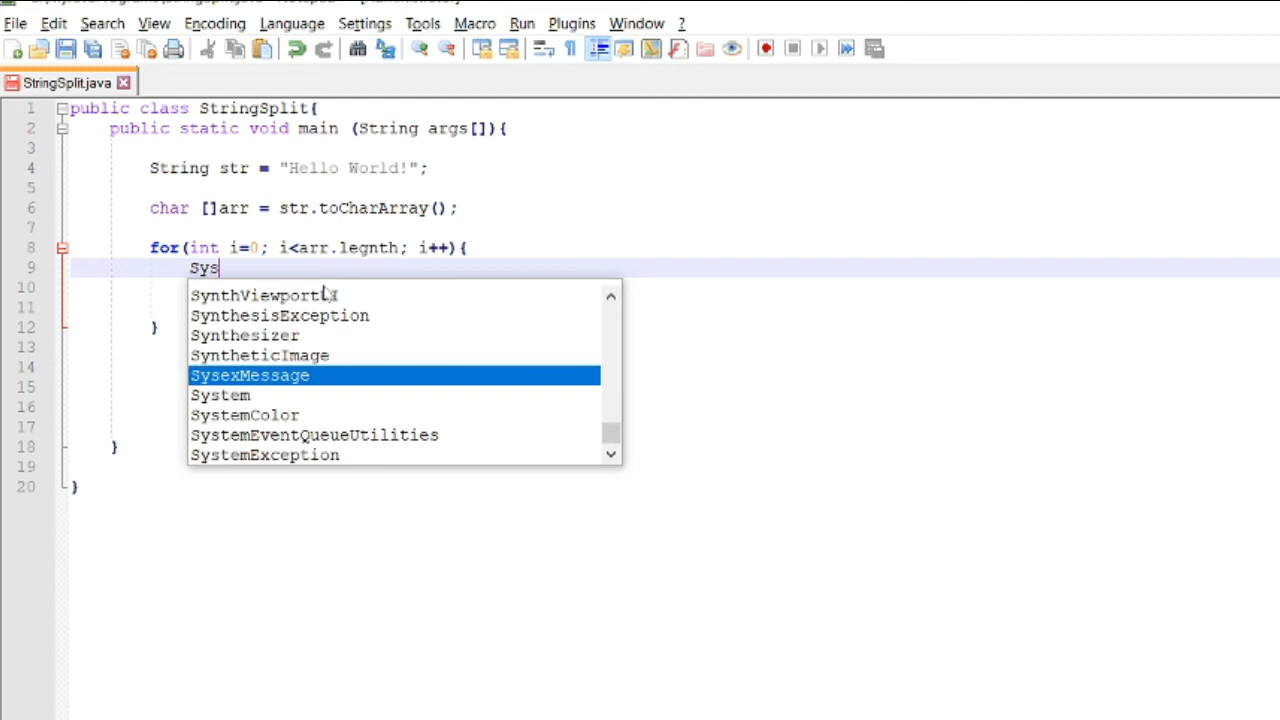 File Edit Search View Encoding Language Settings Tools Macro Run Plugins Window ?
StringSplit.java
1 public class StringSplit{
2 public static void main (String args[]){
3
4 String str = "Hello World!";
5
6 char []arr = str.toCharArray();
7
8 for(int i=0; i<arr.legnth; i++){
9 Sys
10 SynthViewportUI
11 SynthesisException
12 } Synthesizer
13 SyntheticImage
14 SysexMessage
15 System
16 SystemColor
17 SystemEventQueueUtilities
18 } SystemException
19
20 }